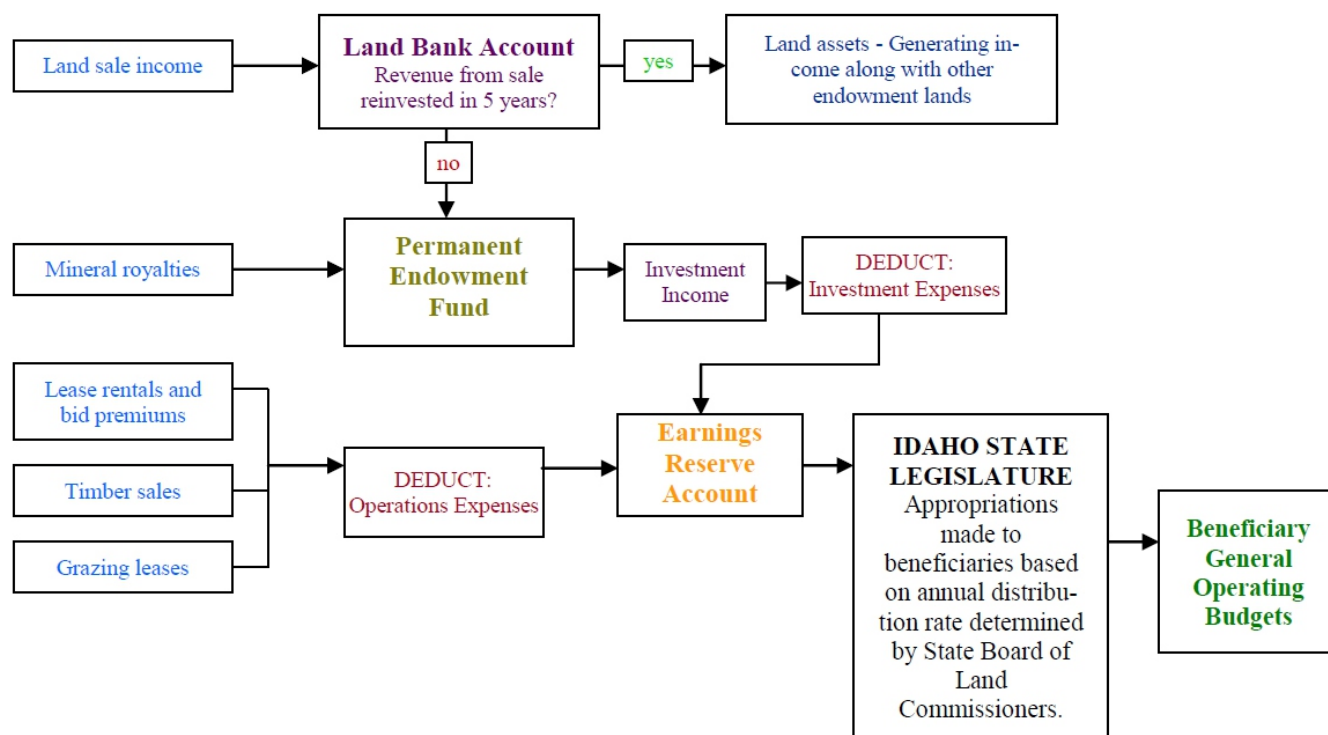 Land sale income
Land Bank Account
Revenue from sale
reinvested in 5 years?
yes
Land assets - Generating in-
come along with other
endowment lands
no
Mineral royalties
Permanent
Endowment
Fund
Investment
Income
DEDUCT:
Investment Expenses
Lease rentals and
bid premiums
Timber sales
Grazing leases
DEDUCT:
Operations Expenses
Earnings
Reserve
Account
IDAHO STATE
LEGISLATURE
Appropriations
made to
beneficiaries based
on annual distribu-
tion rate determined
by State Board of
Land
Commissioners.
Beneficiary
General
Operating
Budgets